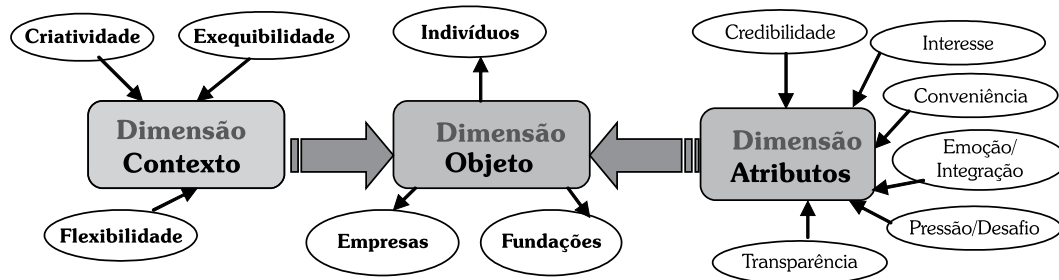 Criatividade
Exequibilidade
Flexibilidade
Dimensão
Contexto
Indivíduos
Dimensão
Objeto
Empresas
Fundações
Credibilidade
Interesse
Conveniência
Emoção/
Integração
Pressão/Desafio
Transparência
Dimensão
Atributos